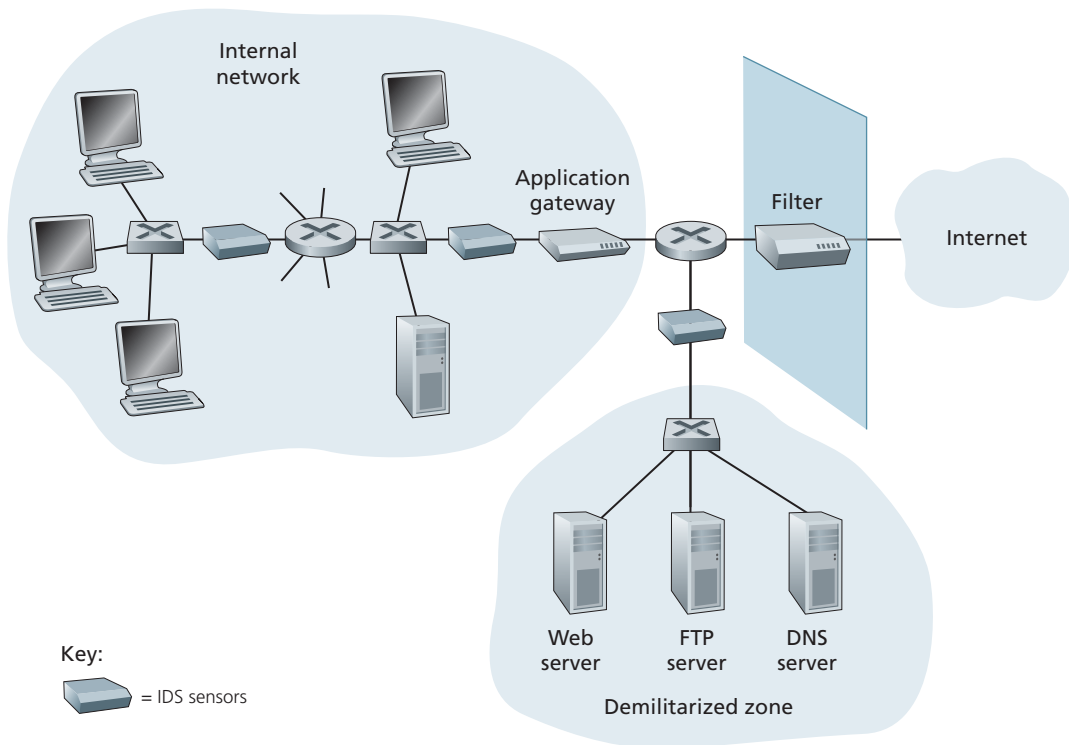 Internal
network
Application
gateway
Filter
Internet
Web
server
FTP
server
DNS
server
Key:
= IDS sensors
Demilitarized zone